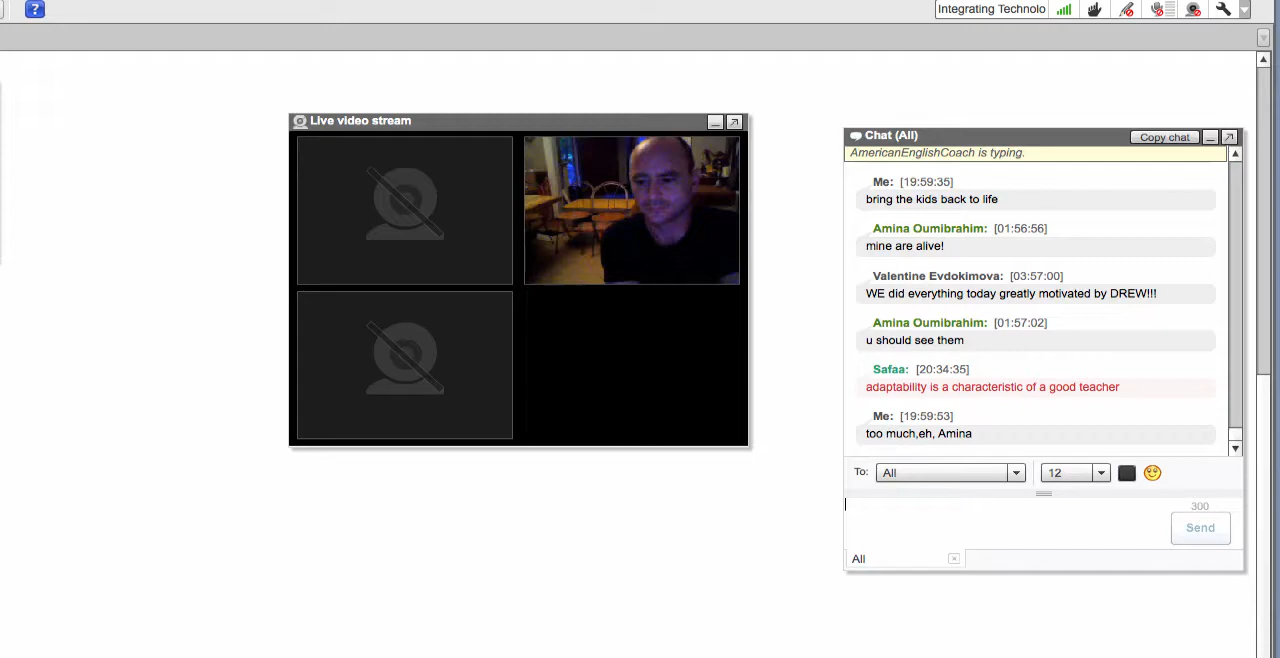 ?
Integrating Technolo
Live video stream
Chat (All)
Copy chat
AmericanEnglishCoach is typing.
Me: [19:59:35]
bring the kids back to life
Amina Oumibrahim: [01:56:56]
mine are alive!
Valentine Evdokimova: [03:57:00]
WE did everything today greatly motivated by DREW!!!
Amina Oumibrahim: [01:57:02]
u should see them
Safaa: [20:34:35]
adaptability is a characteristic of a good teacher
Me: [19:59:53]
too much,eh, Amina
To: All 12
300
Send
All